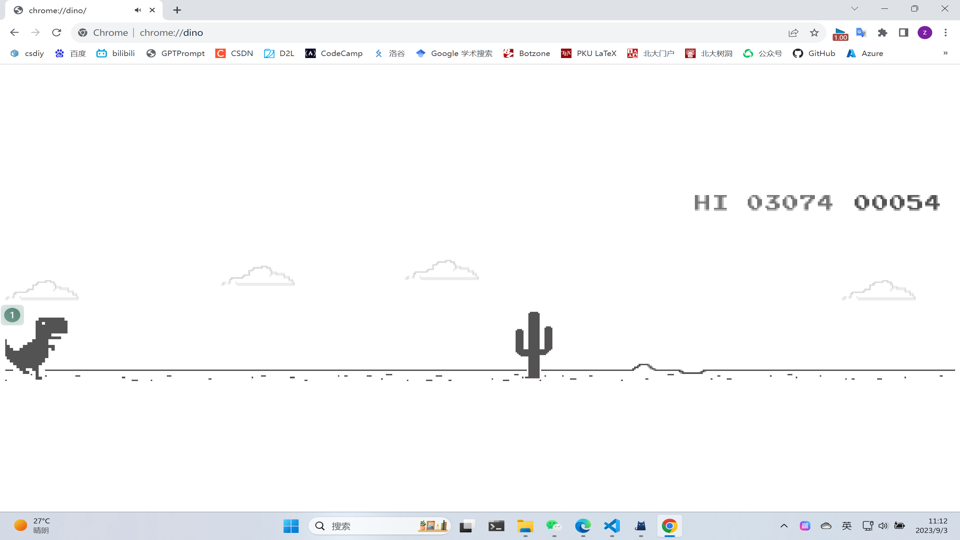 chrome://dino/
Chrome | chrome://dino
1.00
z
csdiy 百度 bilibili GPTPrompt CSDN D2L CodeCamp 洛谷 Google 学术搜索 Botzone PKU LaTeX 北大门户 北大树洞 公众号 GitHub Azure »
HI 03074 00054
1
27°C
晴朗
搜索
英
11:12
2023/9/3